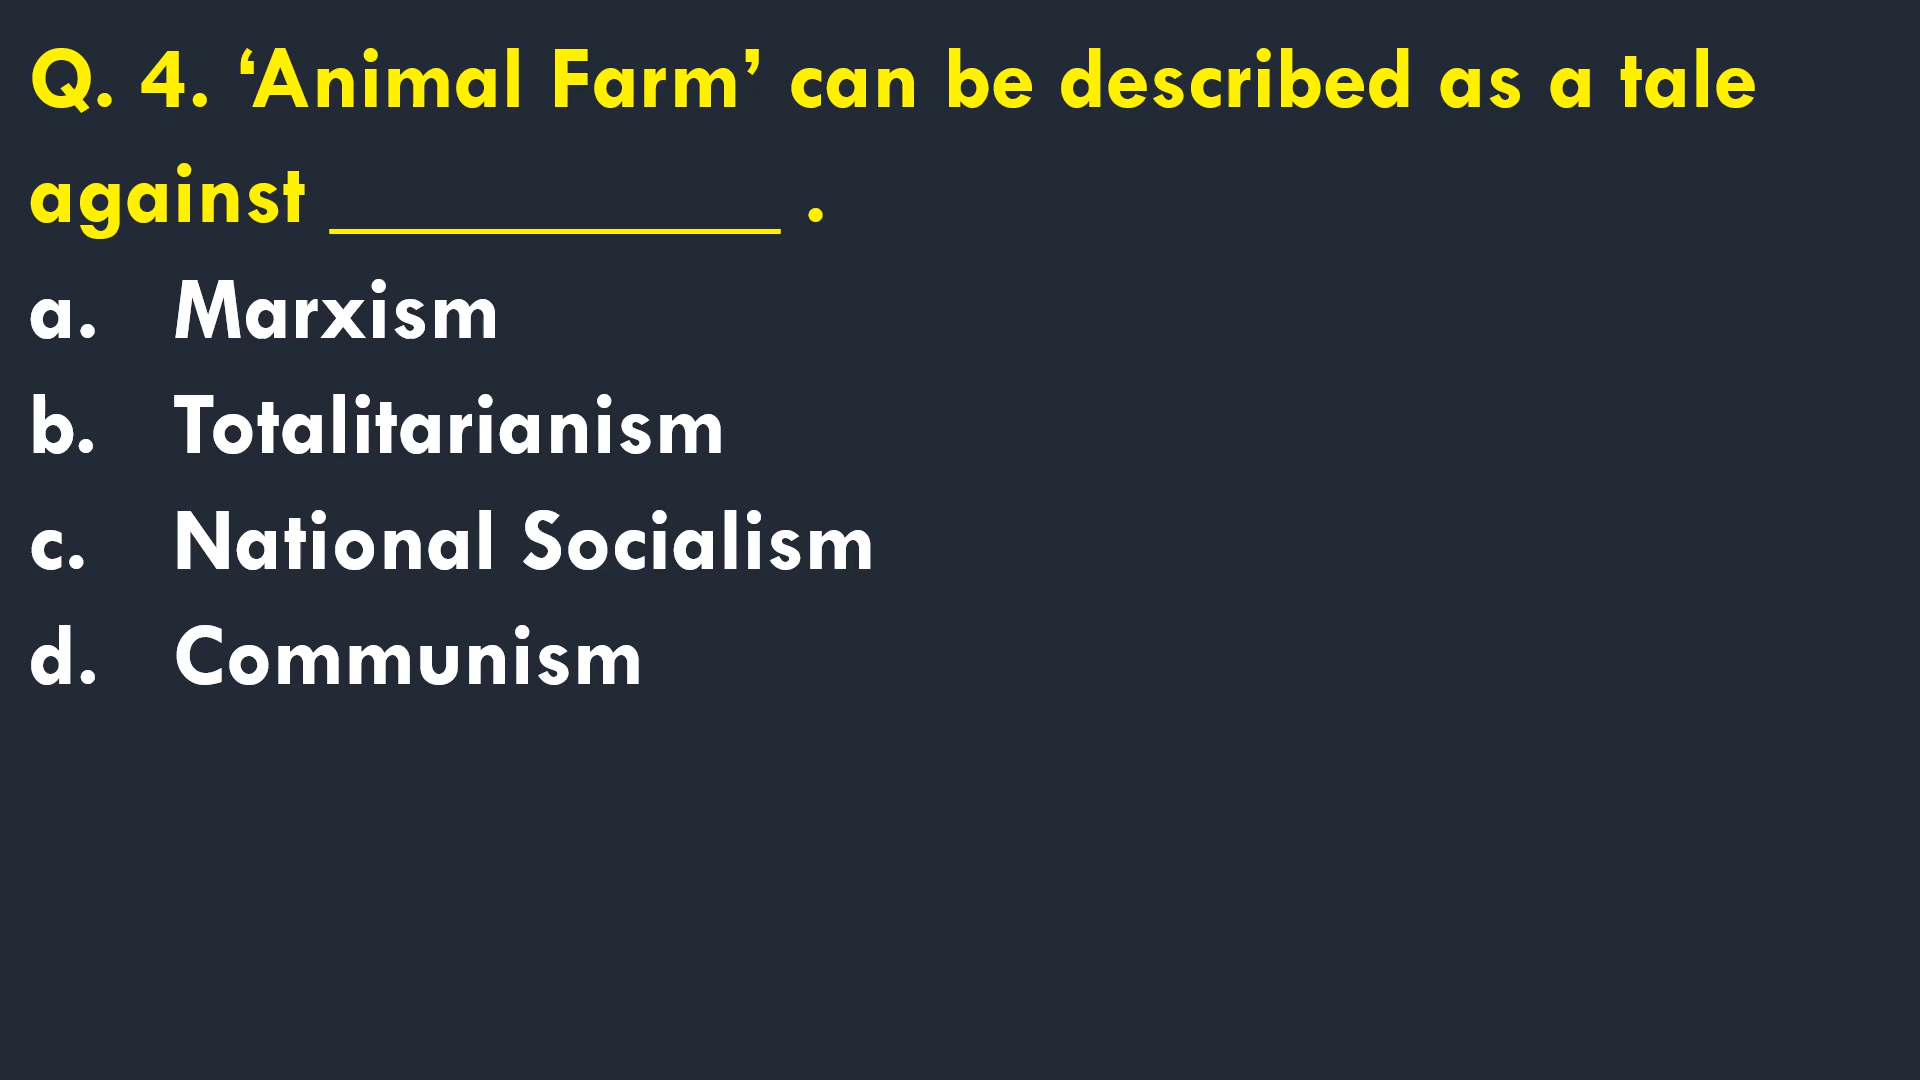 Q. 4. ‘Animal Farm’ can be described as a tale
against ____________ .
a. Marxism
b. Totalitarianism
c. National Socialism
d. Communism